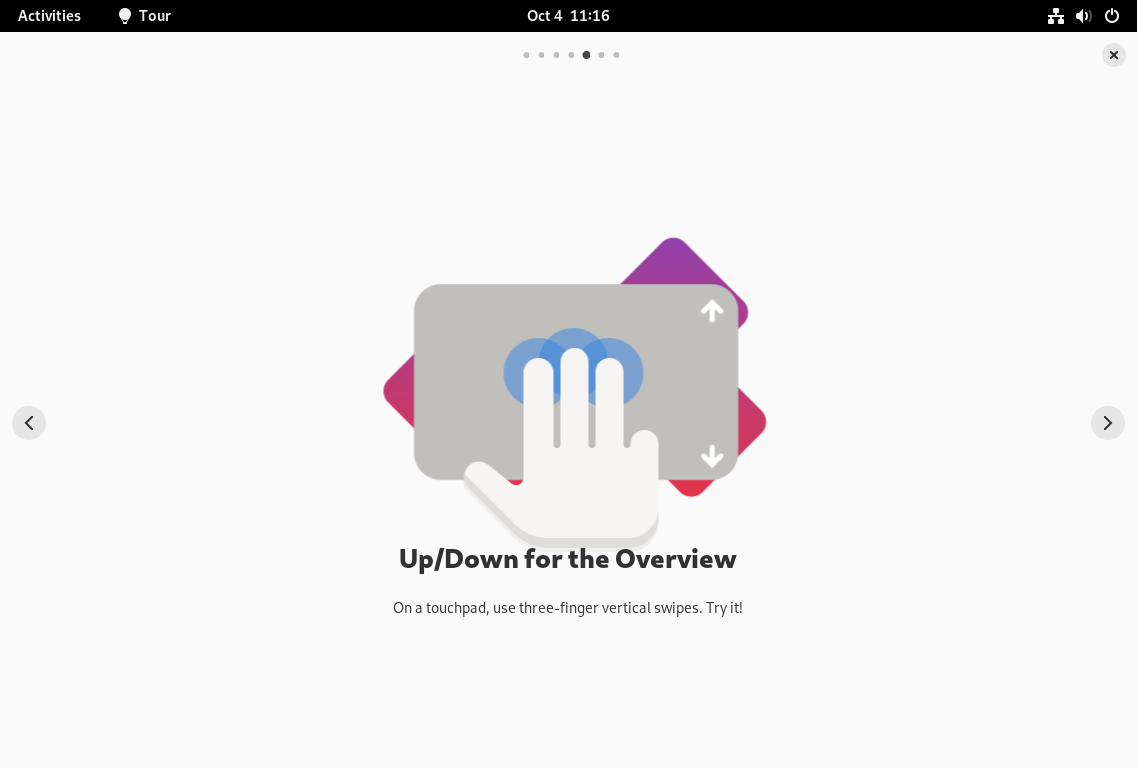 Activities Tour Oct 4 11:16
Up/Down for the Overview
On a touchpad, use three-finger vertical swipes. Try it!